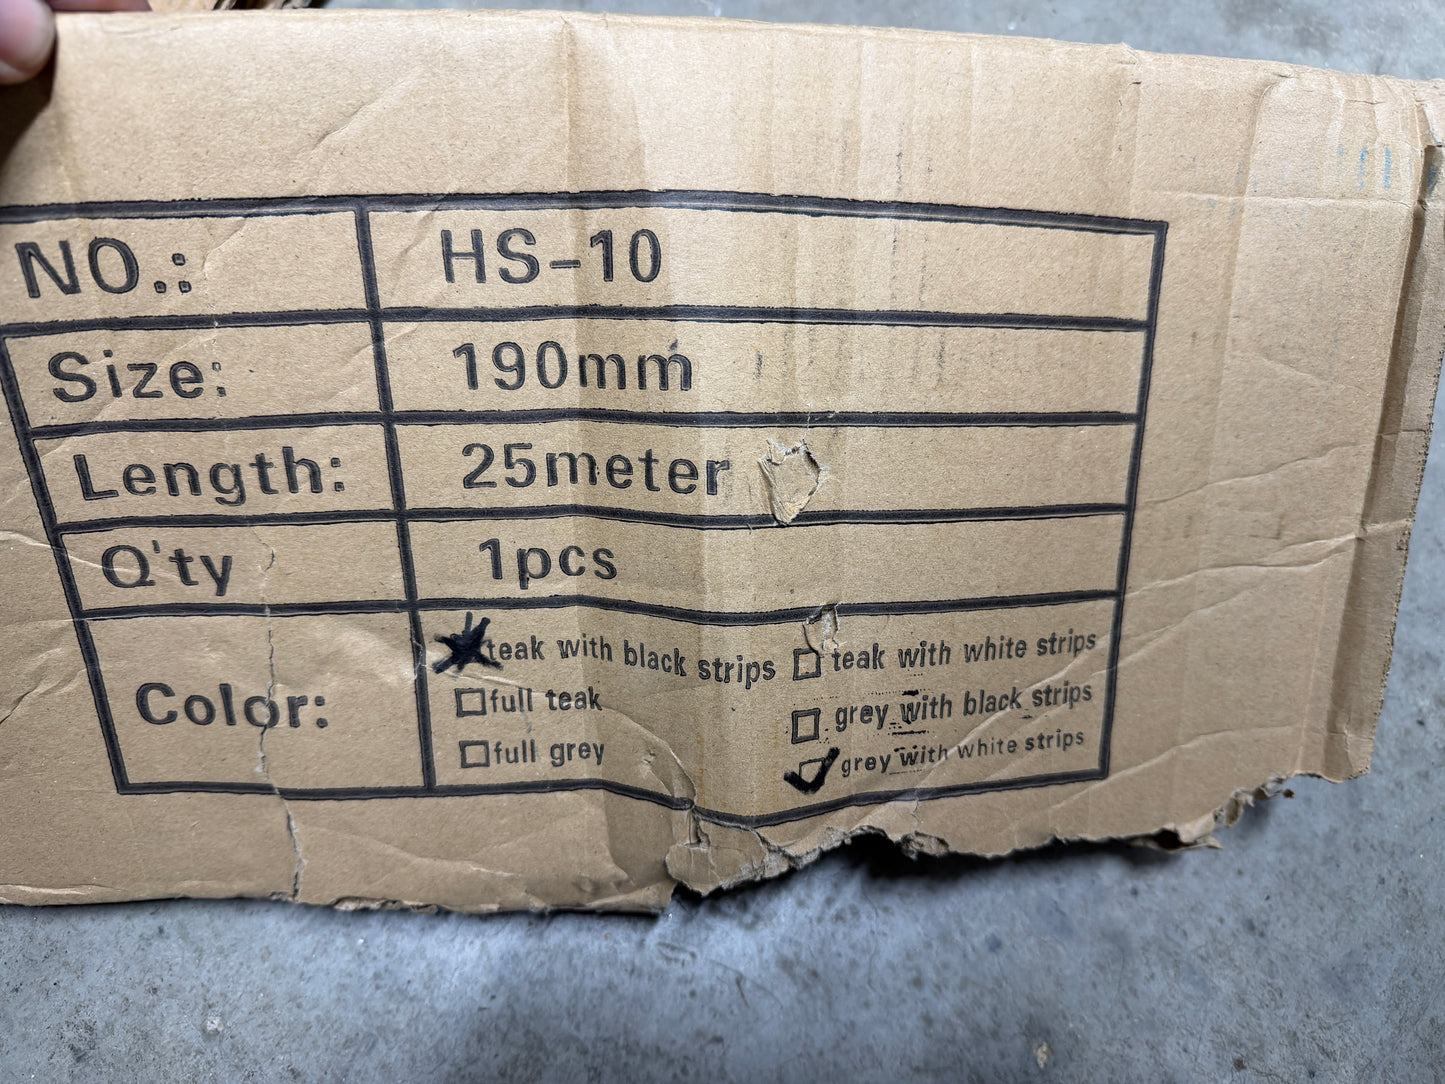 NO.: HS-10
Size: 190mm
Length: 25meter
Q'ty 1pcs
Color: teak with black strips teak with white strips
full teak grey with black strips
full grey grey with white strips